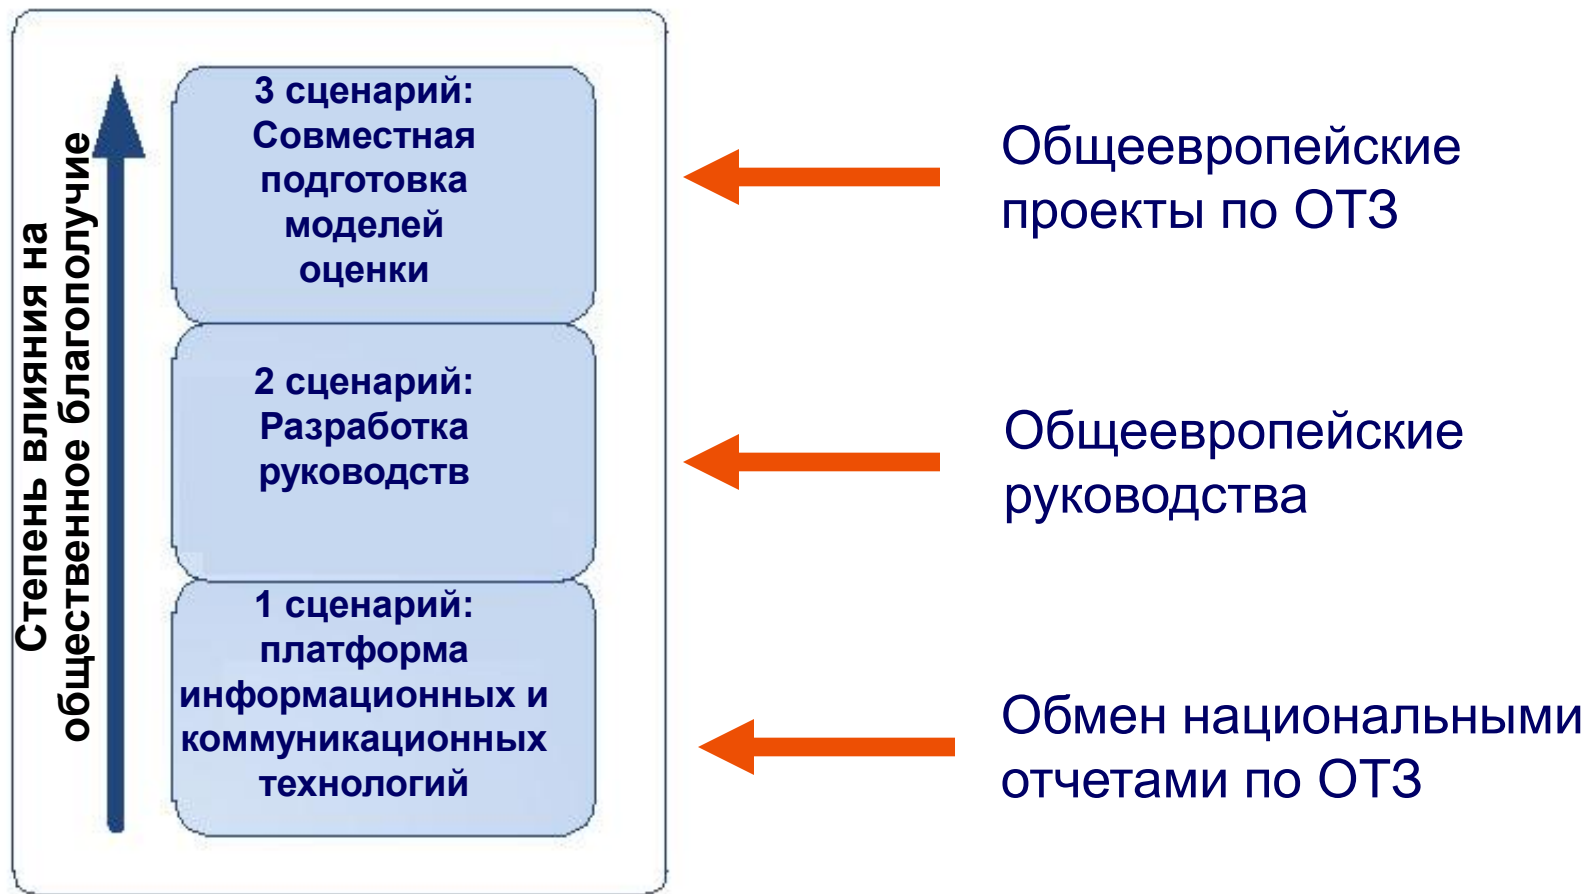 Степень влияния на
общественное благополучие
3 сценарий:
Совместная
подготовка
моделей
оценки
Общеевропейские
проекты по ОТЗ
2 сценарий:
Разработка
руководств
Общеевропейские
руководства
1 сценарий:
платформа
информационных и
коммуникационных
технологий
Обмен национальными
отчетами по ОТЗ